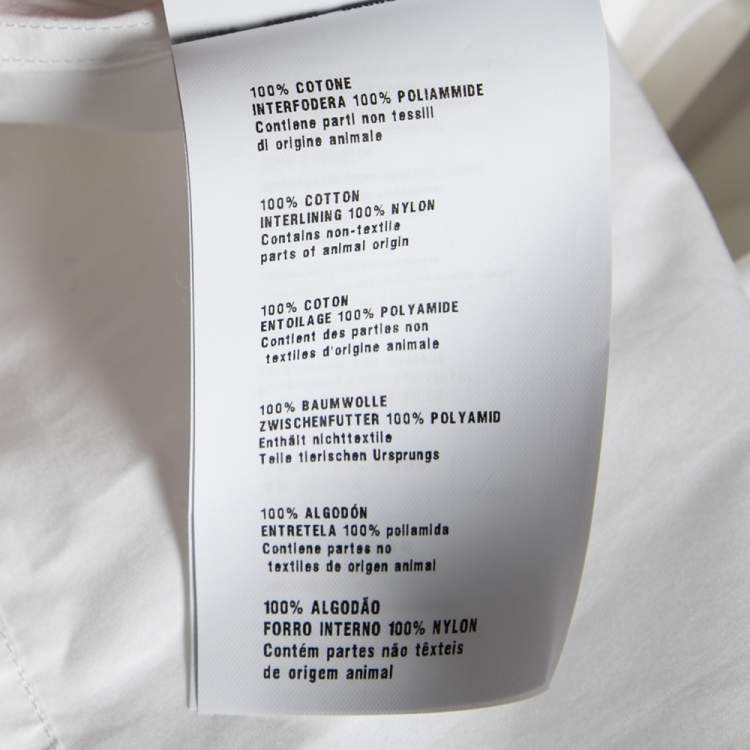 100% COTONE
INTERFODERA 100% POLIAMMIDE
Contiene parti non tessili
di origine animale
100% COTTON
INTERLINING 100% NYLON
Contains non-textile
parts of animal origin
100% COTON
ENTOILAGE 100% POLYAMIDE
Contient des parties non
textiles d'origine animale
100% BAUMWOLLE
ZWISCHENFUTTER 100% POLYAMID
Enthält nichttextile
Teile tierischen Ursprungs
100% ALGODÓN
ENTRETELA 100% poliamida
Contiene partes no
textiles de origen animal
100% ALGODÃO
FORRO INTERNO 100% NYLON
Contém partes não têxteis
de origem animal